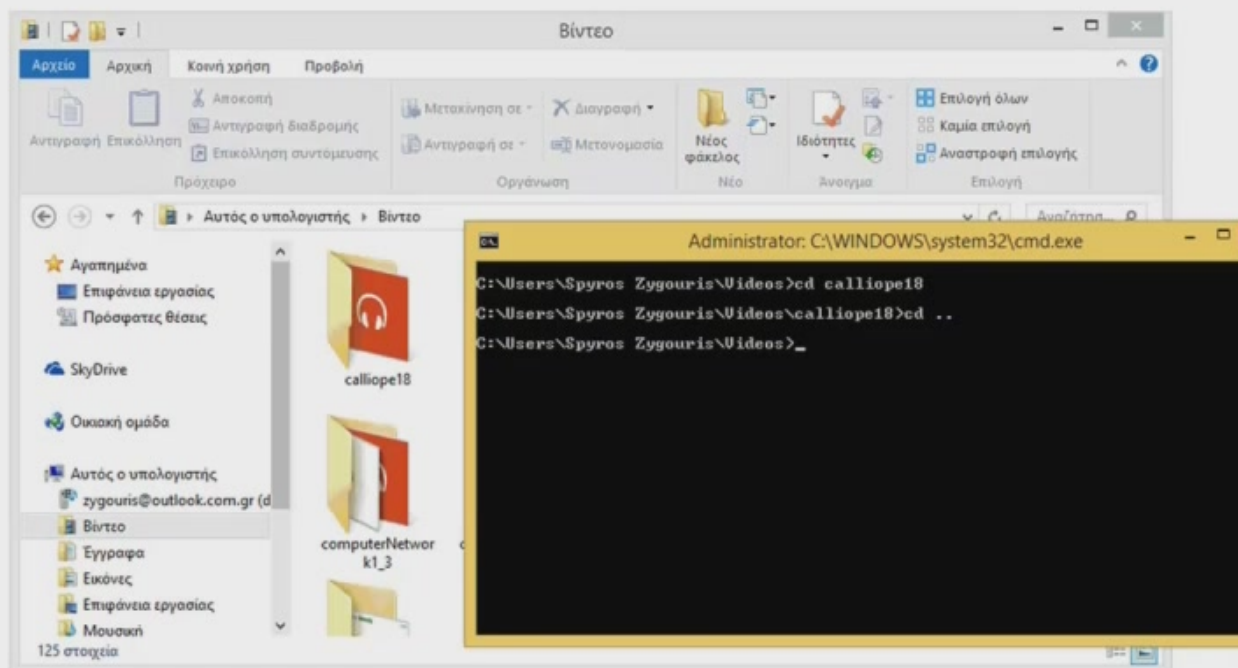 Βίντεο
Αρχείο Αρχική Κοινή χρήση Προβολή
Αντιγραφή Επικόλληση
Αποκοπή
Αντιγραφή διαδρομής
Επικόλληση συντόμευσης
Πρόχειρο
Μετακίνηση σε
Αντιγραφή σε
Διαγραφή
Μετονομασία
Οργάνωση
Νέος
φάκελος
Νέο
Ιδιότητες
Άνοιγμα
Επιλογή όλων
Καμία επιλογή
Αναστροφή επιλογής
Επιλογή
Αυτός ο υπολογιστής Βίντεο
Αγαπημένα
Επιφάνεια εργασίας
Πρόσφατες θέσεις
SkyDrive
Οικιακή ομάδα
Αυτός ο υπολογιστής
zygouris@outlook.com.gr (d
Βίντεο
Έγγραφα
Εικόνες
Επιφάνεια εργασίας
Μουσική
125 στοιχεία
calliope18
computerNetwor
k1_3
Administrator: C:\WINDOWS\system32\cmd.exe
C:\Users\Spyros Zygouris\Videos>cd calliope18
C:\Users\Spyros Zygouris\Videos\calliope18>cd ..
C:\Users\Spyros Zygouris\Videos>_